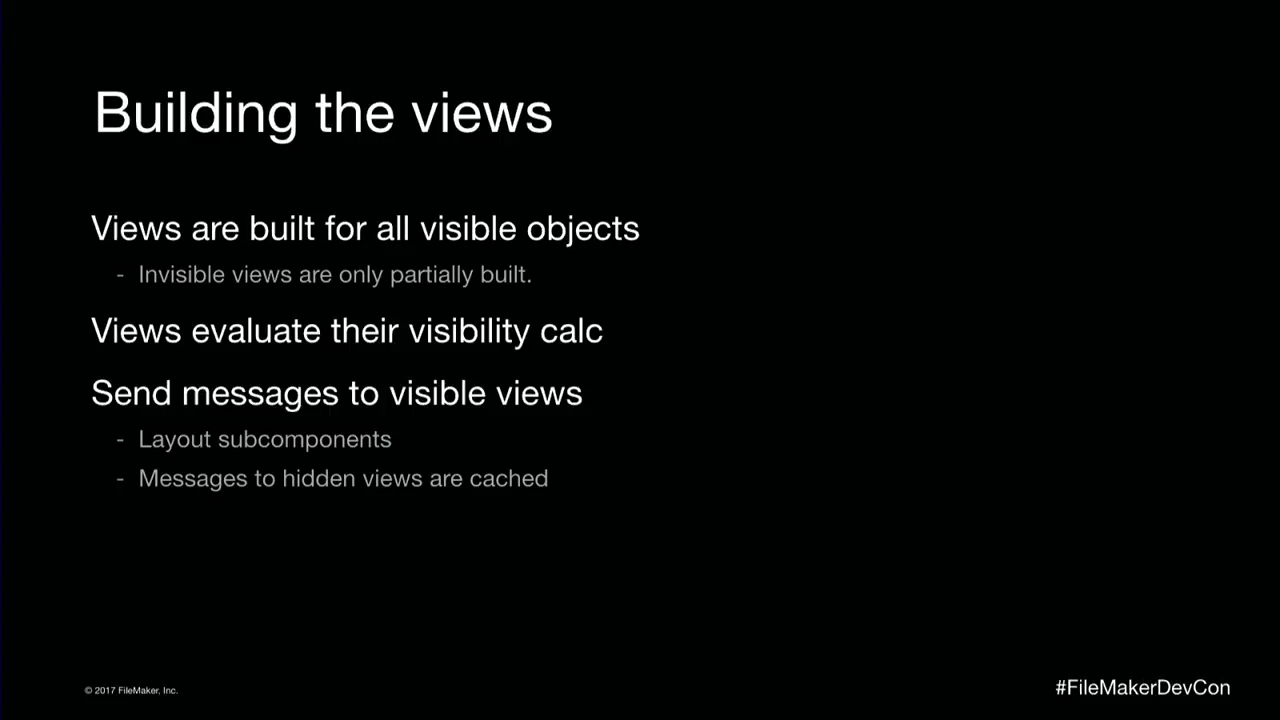 Building the views
Views are built for all visible objects
- Invisible views are only partially built.
Views evaluate their visibility calc
Send messages to visible views
- Layout subcomponents
- Messages to hidden views are cached
© 2017 FileMaker, Inc.
#FileMakerDevCon